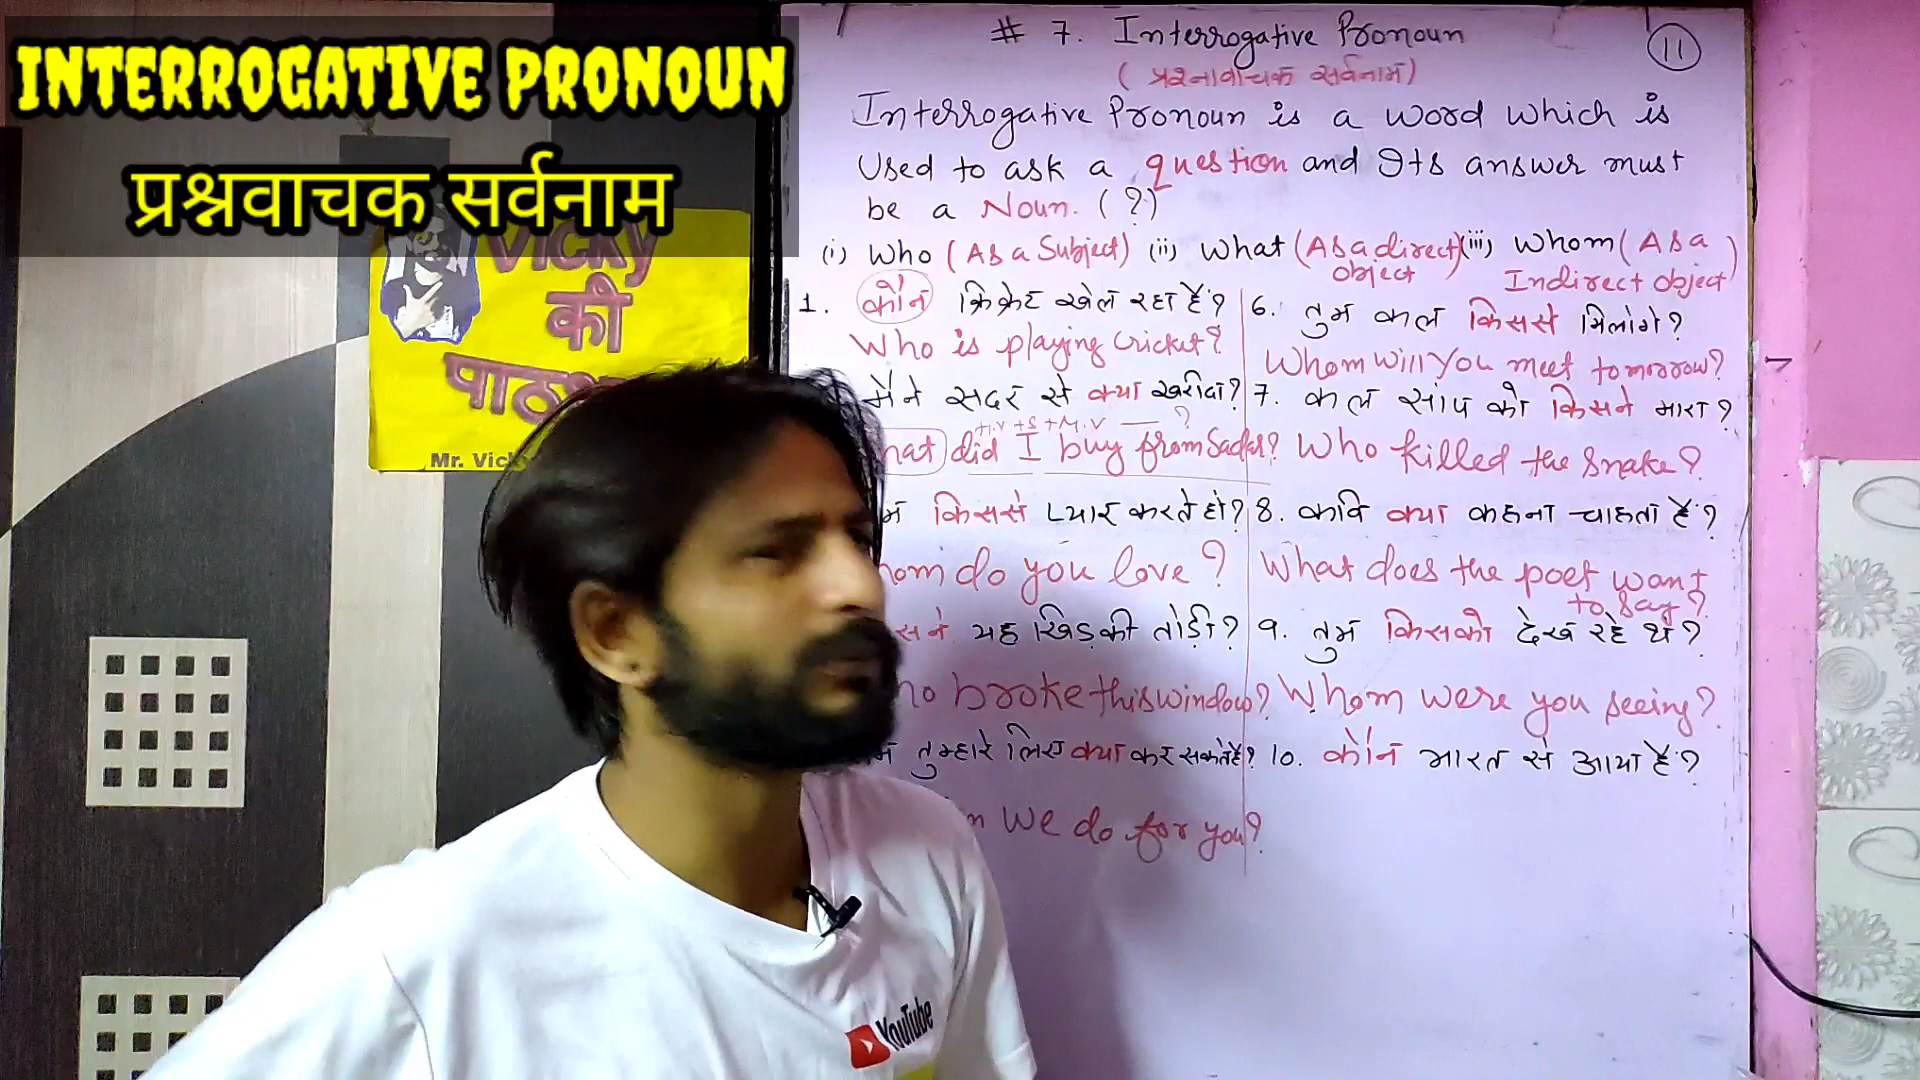 INTERROGATIVE PRONOUN
प्रश्नवाचक सर्वनाम
Vicky
की
Mr.
# 7. Interrogative Pronoun
11
(प्रश्नावाचक सर्वनाम)
Interrogative Pronoun is a word which is
Used to ask a question and Its answer must
be a Noun. (?)
(i) Who (As a Subject) (ii) What (As a direct object) (iii) Whom (As a Indirect object)
1. कौन क्रिकेट खेल रहा है?
Who is playing cricket?
मैंने सदर से क्या खरीदा?
H.V + S + M.V ?
did I buy from Sadar?
किससे प्यार करते हो?
do you love?
यह खिड़की तोड़ी?
broke this window?
तुम्हारे लिए क्या कर सकते हैं?
We do for you?
6. तुम कल किससे मिलोगे?
Whom will You meet tomorrow?
7. कल सांप को किसने मारा?
Who killed the Snake?
8. कवि क्या कहना चाहता है?
What does the poet want
to say?
9. तुम किसको देख रहे थे?
Whom were you seeing?
10. कौन भारत से आया है?
YouTube